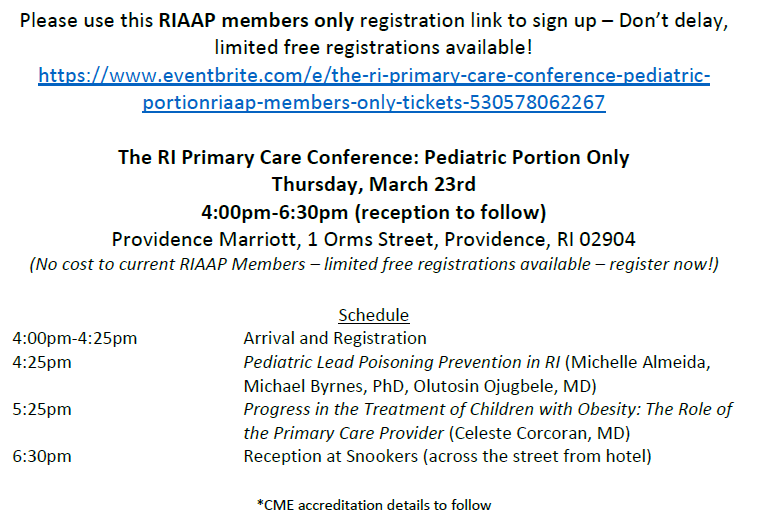 Please use this RIAAP members only registration link to sign up – Don't delay,
limited free registrations available!
https://www.eventbrite.com/e/the-ri-primary-care-conference-pediatric-
portionriaap-members-only-tickets-530578062267
The RI Primary Care Conference: Pediatric Portion Only
Thursday, March 23rd
4:00pm-6:30pm (reception to follow)
Providence Marriott, 1 Orms Street, Providence, RI 02904
(No cost to current RIAAP Members – limited free registrations available – register now!)
Schedule
4:00pm-4:25pm Arrival and Registration
4:25pm Pediatric Lead Poisoning Prevention in RI (Michelle Almeida,
Michael Byrnes, PhD, Olutosin Ojugbele, MD)
5:25pm Progress in the Treatment of Children with Obesity: The Role of
the Primary Care Provider (Celeste Corcoran, MD)
6:30pm Reception at Snookers (across the street from hotel)
*CME accreditation details to follow